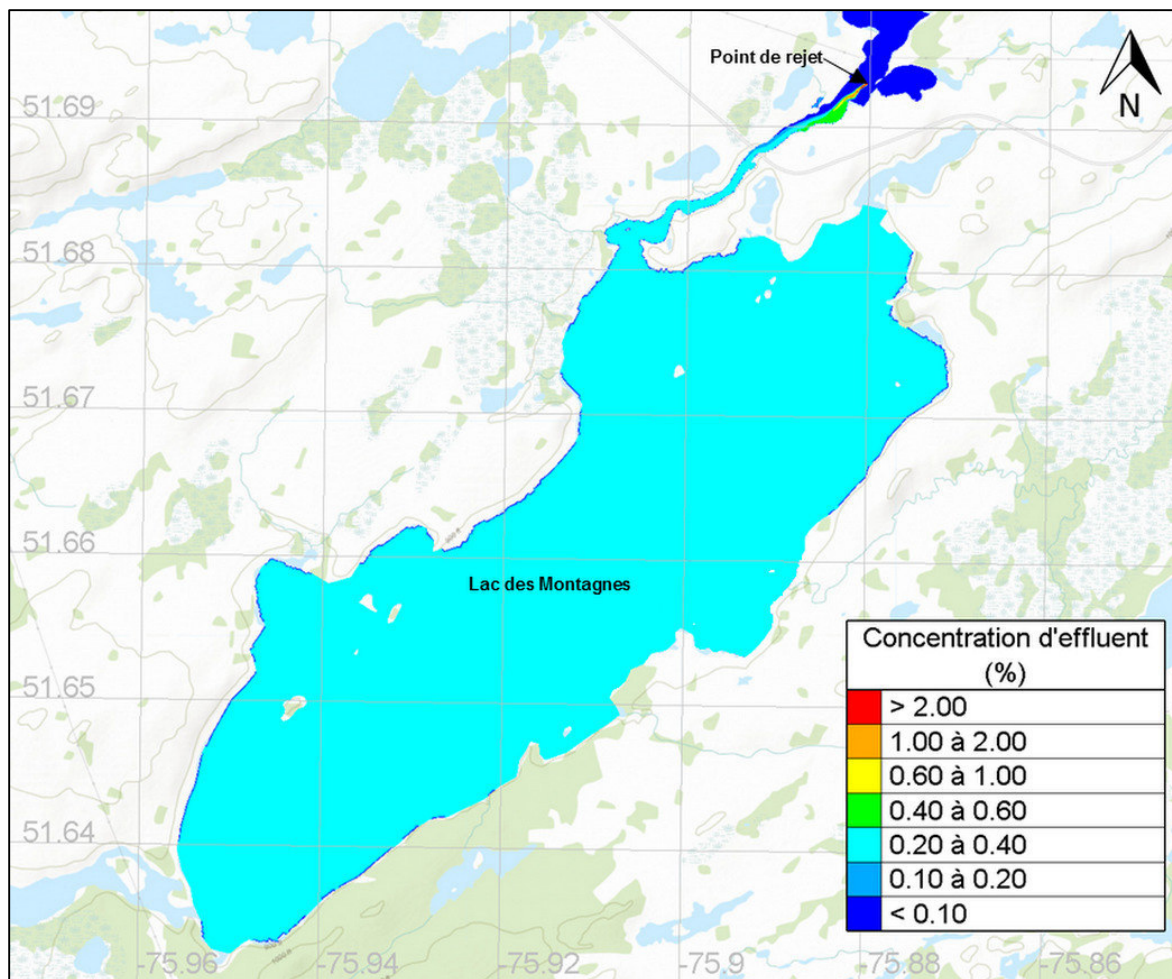 Point de rejet
N
51.69
51.68
51.67
51.66
51.65
51.64
Lac des Montagnes
Concentration d'effluent
(%)
> 2.00
1.00 à 2.00
0.60 à 1.00
0.40 à 0.60
0.20 à 0.40
0.10 à 0.20
< 0.10
-75.96
-75.94
-75.92
-75.9
-75.88
-75.86